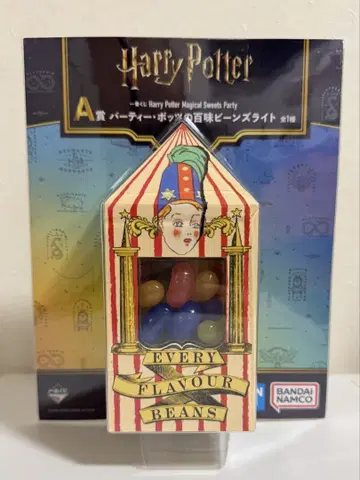 Harry Potter
一番くじ Harry Potter Magical Sweets Party
A賞 バーティー・ボッツの百味ビーンズライト 全1種
EVERY
FLAVOUR
BEANS
BANDAI
NAMCO